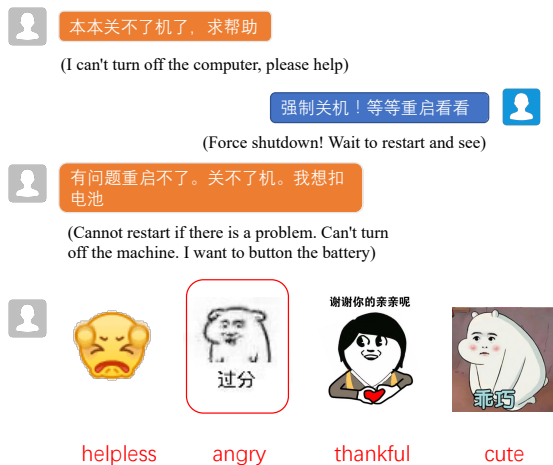 本本关不了机了，求帮助
(I can't turn off the computer, please help)
强制关机！等等重启看看
(Force shutdown! Wait to restart and see)
有问题重启不了。关不了机。我想扣
电池
(Cannot restart if there is a problem. Can't turn
off the machine. I want to button the battery)
谢谢你的亲亲呢
过分
乖巧
helpless angry thankful cute